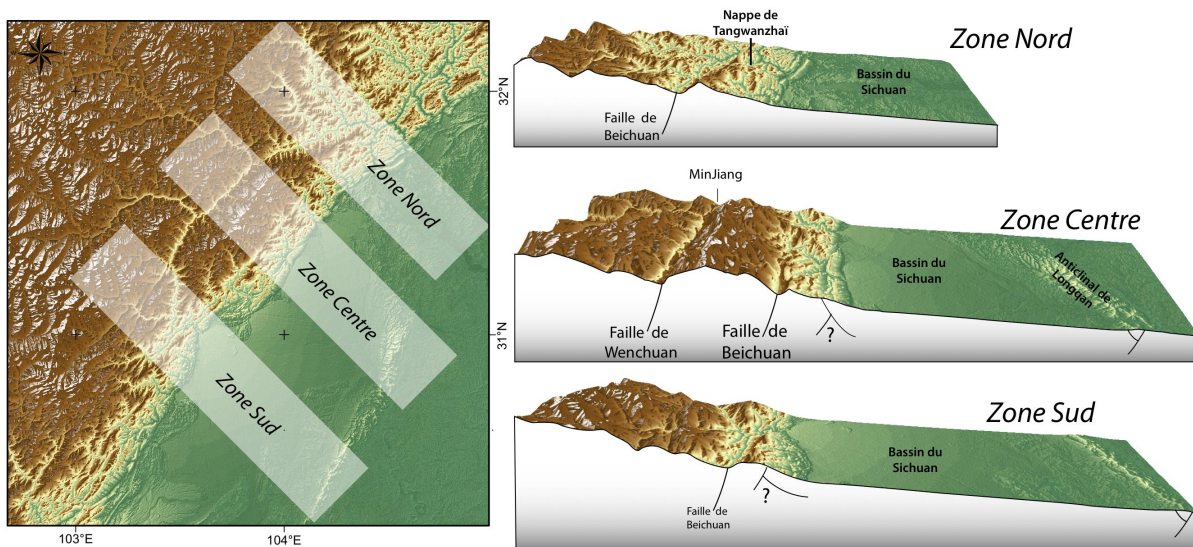 Zone Nord
Zone Centre
Zone Sud
32°N
31°N
103°E
104°E
Nappe de
Tangwanzhaï
Zone Nord
Bassin du
Sichuan
Faille de
Beichuan
MinJiang
Zone Centre
Bassin du
Sichuan
Anticlinal de
Longqan
Faille de
Wenchuan
Faille de
Beichuan
?
Zone Sud
Bassin du
Sichuan
?
Faille de
Beichuan